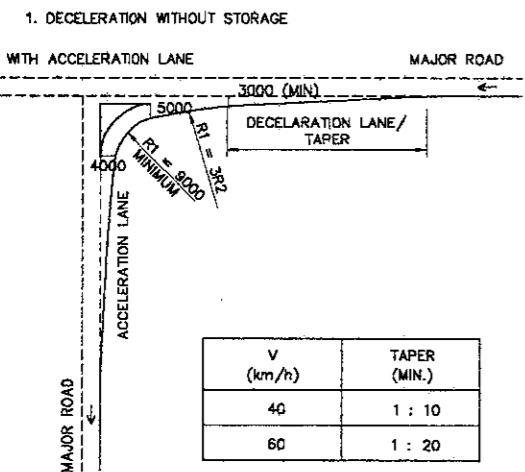 1. DECELERATION WITHOUT STORAGE
WITH ACCELERATION LANE
MAJOR ROAD
3000 (MIN)
5000
DECELARATION LANE/
TAPER
R1 = 3R2
R1 = 9000
MINIMUM
4000
ACCELERATION LANE
MAJOR ROAD
V
(km/h)
TAPER
(MIN.)
40
1 : 10
60
1 : 20